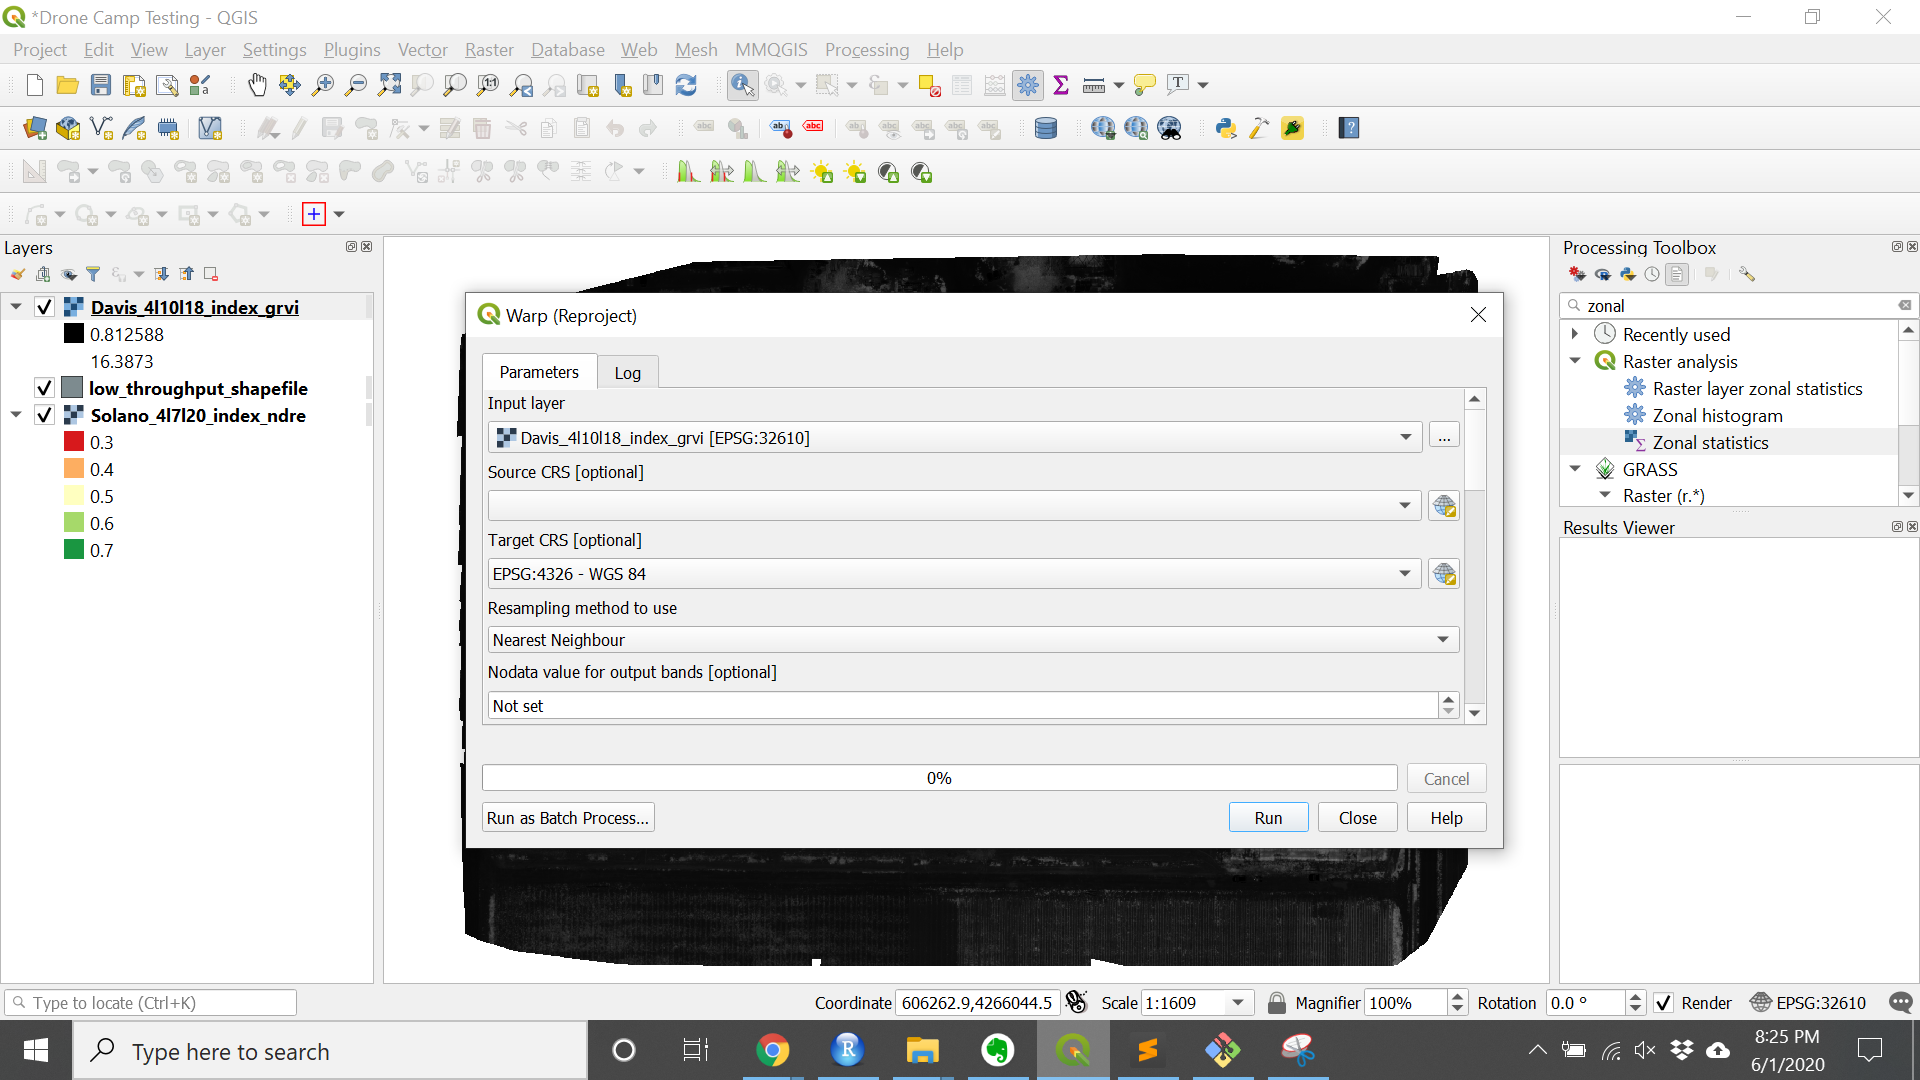 *Drone Camp Testing - QGIS
Project Edit View Layer Settings Plugins Vector Raster Database Web Mesh MMQGIS Processing Help
Layers
Davis_4l10l18_index_grvi
0.812588
16.3873
low_throughput_shapefile
Solano_4l7l20_index_ndre
0.3
0.4
0.5
0.6
0.7
Warp (Reproject)
Parameters Log
Input layer
Davis_4l10l18_index_grvi [EPSG:32610]
...
Source CRS [optional]
Target CRS [optional]
EPSG:4326 - WGS 84
Resampling method to use
Nearest Neighbour
Nodata value for output bands [optional]
Not set
0%
Cancel
Run as Batch Process...
Run
Close
Help
Processing Toolbox
zonal
Recently used
Raster analysis
Raster layer zonal statistics
Zonal histogram
Zonal statistics
GRASS
Raster (r.*)
Results Viewer
Type to locate (Ctrl+K)
Coordinate 606262.9,4266044.5
Scale 1:1609
Magnifier 100%
Rotation 0.0 °
Render
EPSG:32610
Type here to search
8:25 PM
6/1/2020